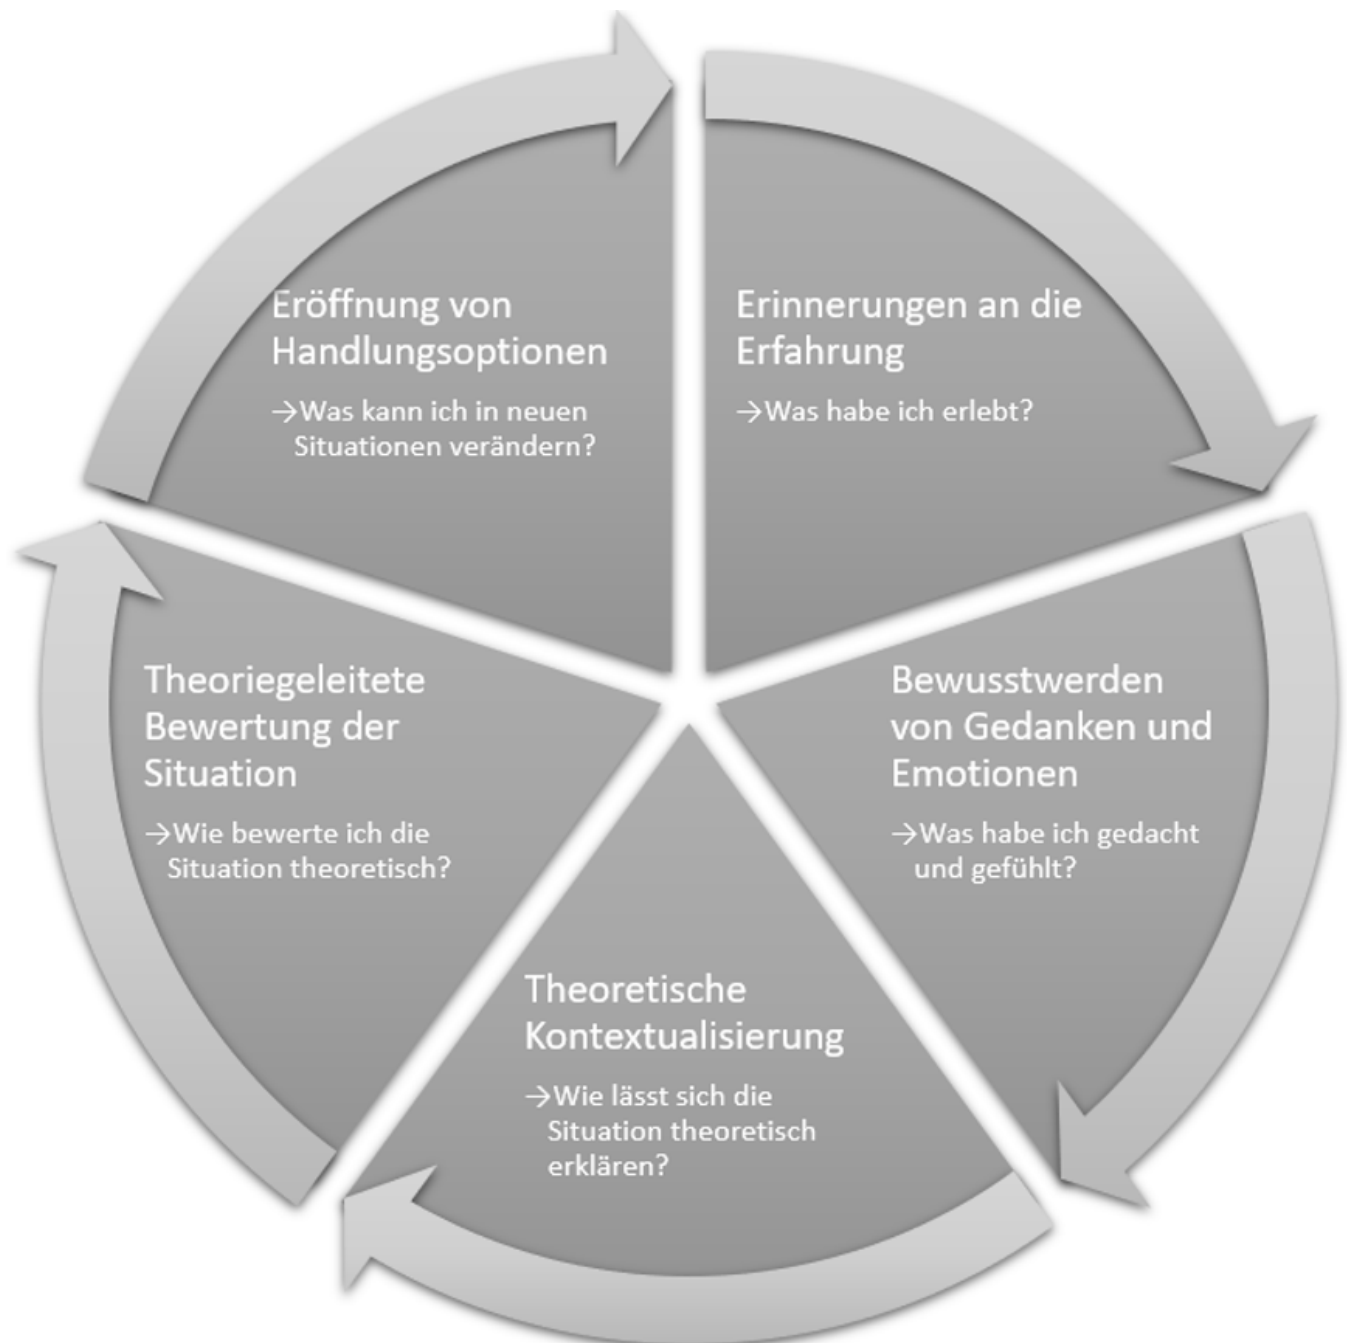 Eröffnung von
Handlungsoptionen
→Was kann ich in neuen
Situationen verändern?
Erinnerungen an die
Erfahrung
→Was habe ich erlebt?
Bewusstwerden
von Gedanken und
Emotionen
→Was habe ich gedacht
und gefühlt?
Theoretische
Kontextualisierung
→Wie lässt sich die
Situation theoretisch
erklären?
Theoriegeleitete
Bewertung der
Situation
→Wie bewerte ich die
Situation theoretisch?